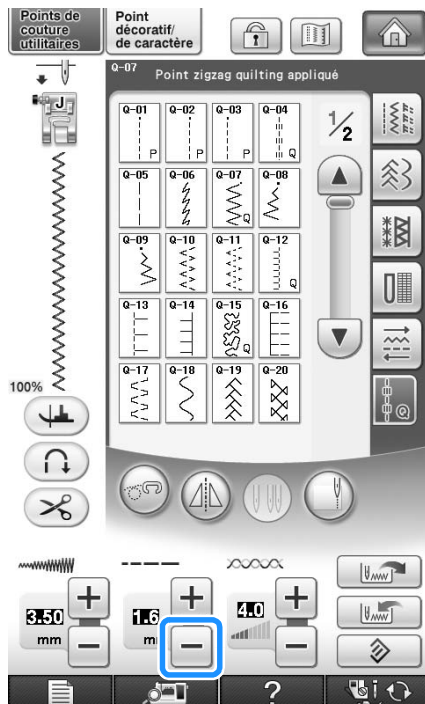 Points de
couture
utilitaires
Point
décoratif/
de caractère
Q-07
Point zigzag quilting appliqué
J
Q-01 Q-02 Q-03 Q-04
P P P Q
1/2
Q-05 Q-06 Q-07 Q-08
Q
Q-09 Q-10 Q-11 Q-12
Q
Q-13 Q-14 Q-15 Q-16
Q
Q-17 Q-18 Q-19 Q-20
Q
100%
3.50 1.6 4.0
mm m
+ + +
− − −
? i